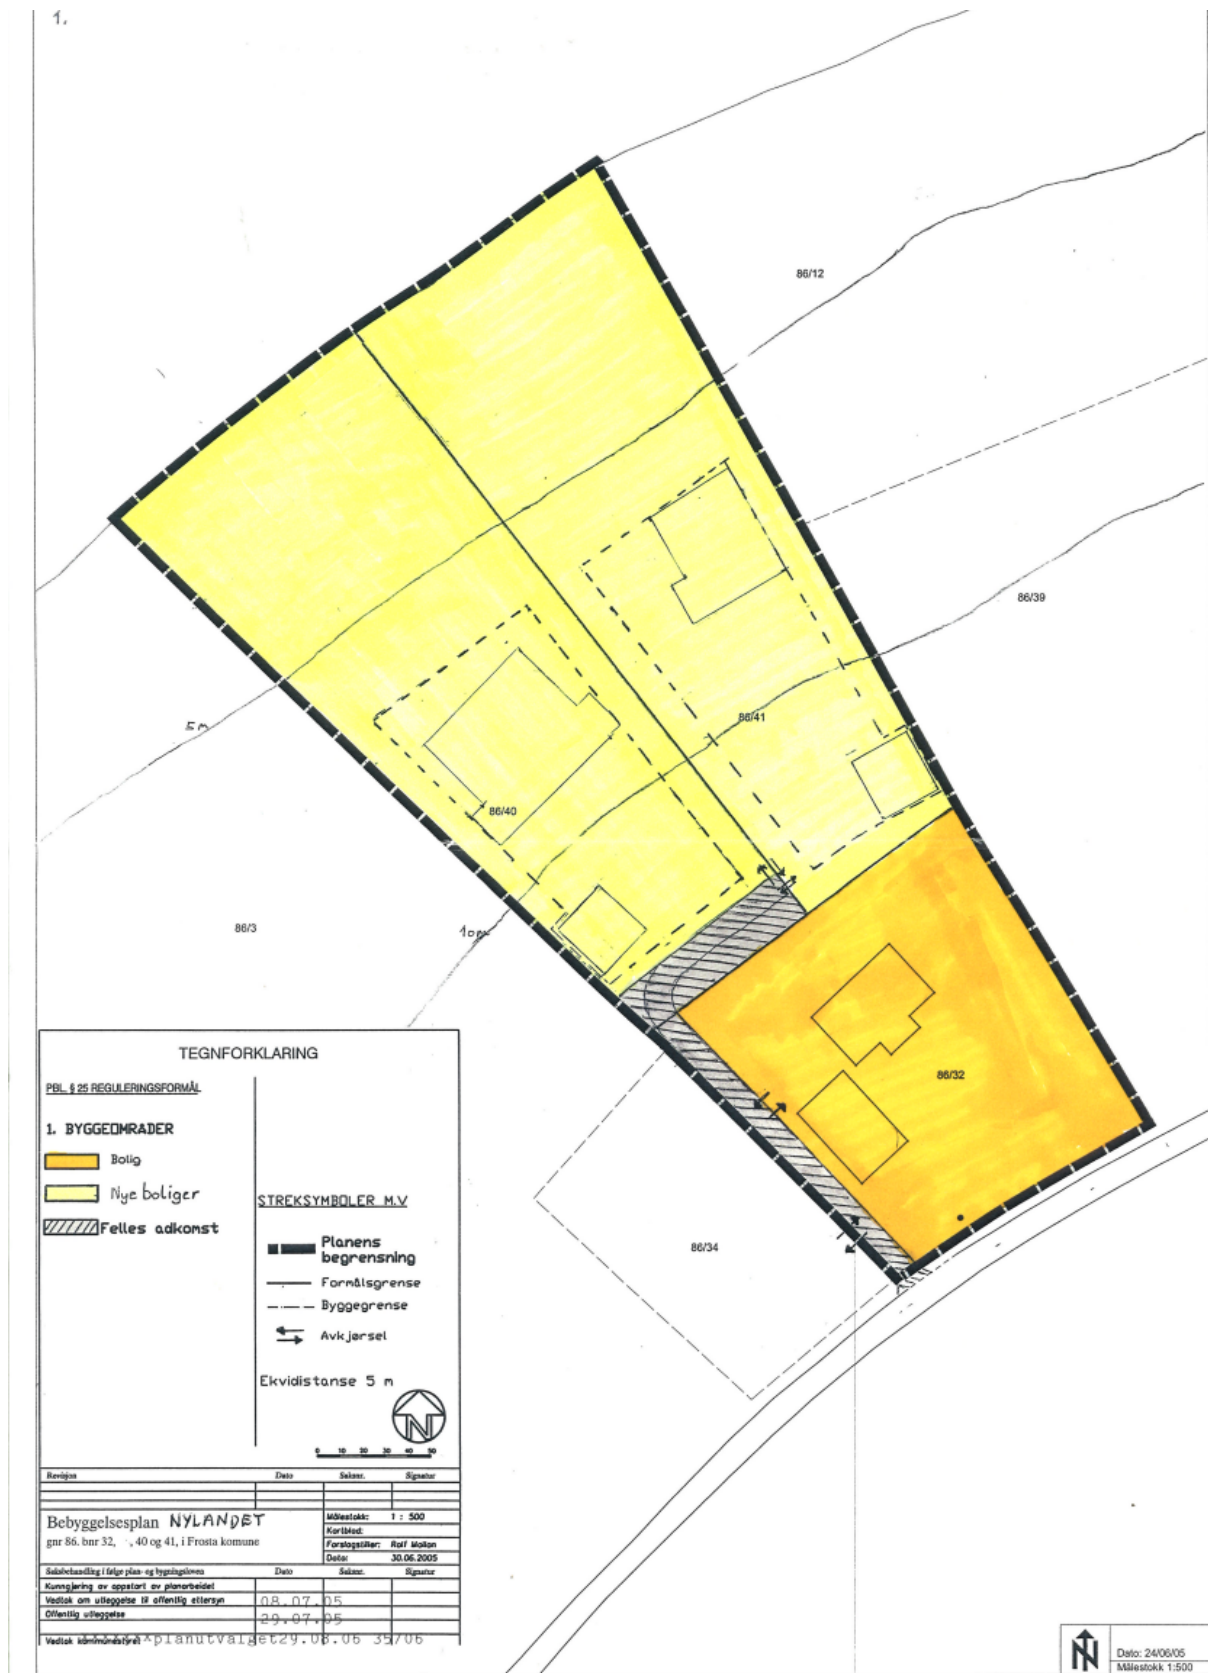 1.
86/12
86/39
86/41
5m
86/40
86/3
10m
86/32
86/34
TEGNFORKLARING
PBL. § 25 REGULERINGSFORMÅL
1. BYGGEOMRADER
Bolig
Nye boliger
Felles adkomst
STREKSYMBOLER M.V
Planens
begrensning
Formålsgrense
Byggegrense
Avkjørsel
Ekvidistanse 5 m
N
0 10 20 30 40 50
Revisjon Dato Saksnr. Signatur
Bebyggelsesplan NYLANDET
gnr 86. bnr 32, , 40 og 41, i Frosta komune
Målestokk: 1 : 500
Kartblad:
Forslagstiller: Rolf
Dato: 30.06.2005
Saksbehandling i følge plan- og bygningsloven Dato Saksnr. Signatur
Kunngjøring av oppstart av planarbeidet
Vedtak om utleggelse til offentlig ettersyn 08.07.05
Offentlig utleggelse 29.07.05
Vedtak kommunestyret planutvalget29.08.06 35/06
N
Dato: 24/06/05
Målestokk 1:500